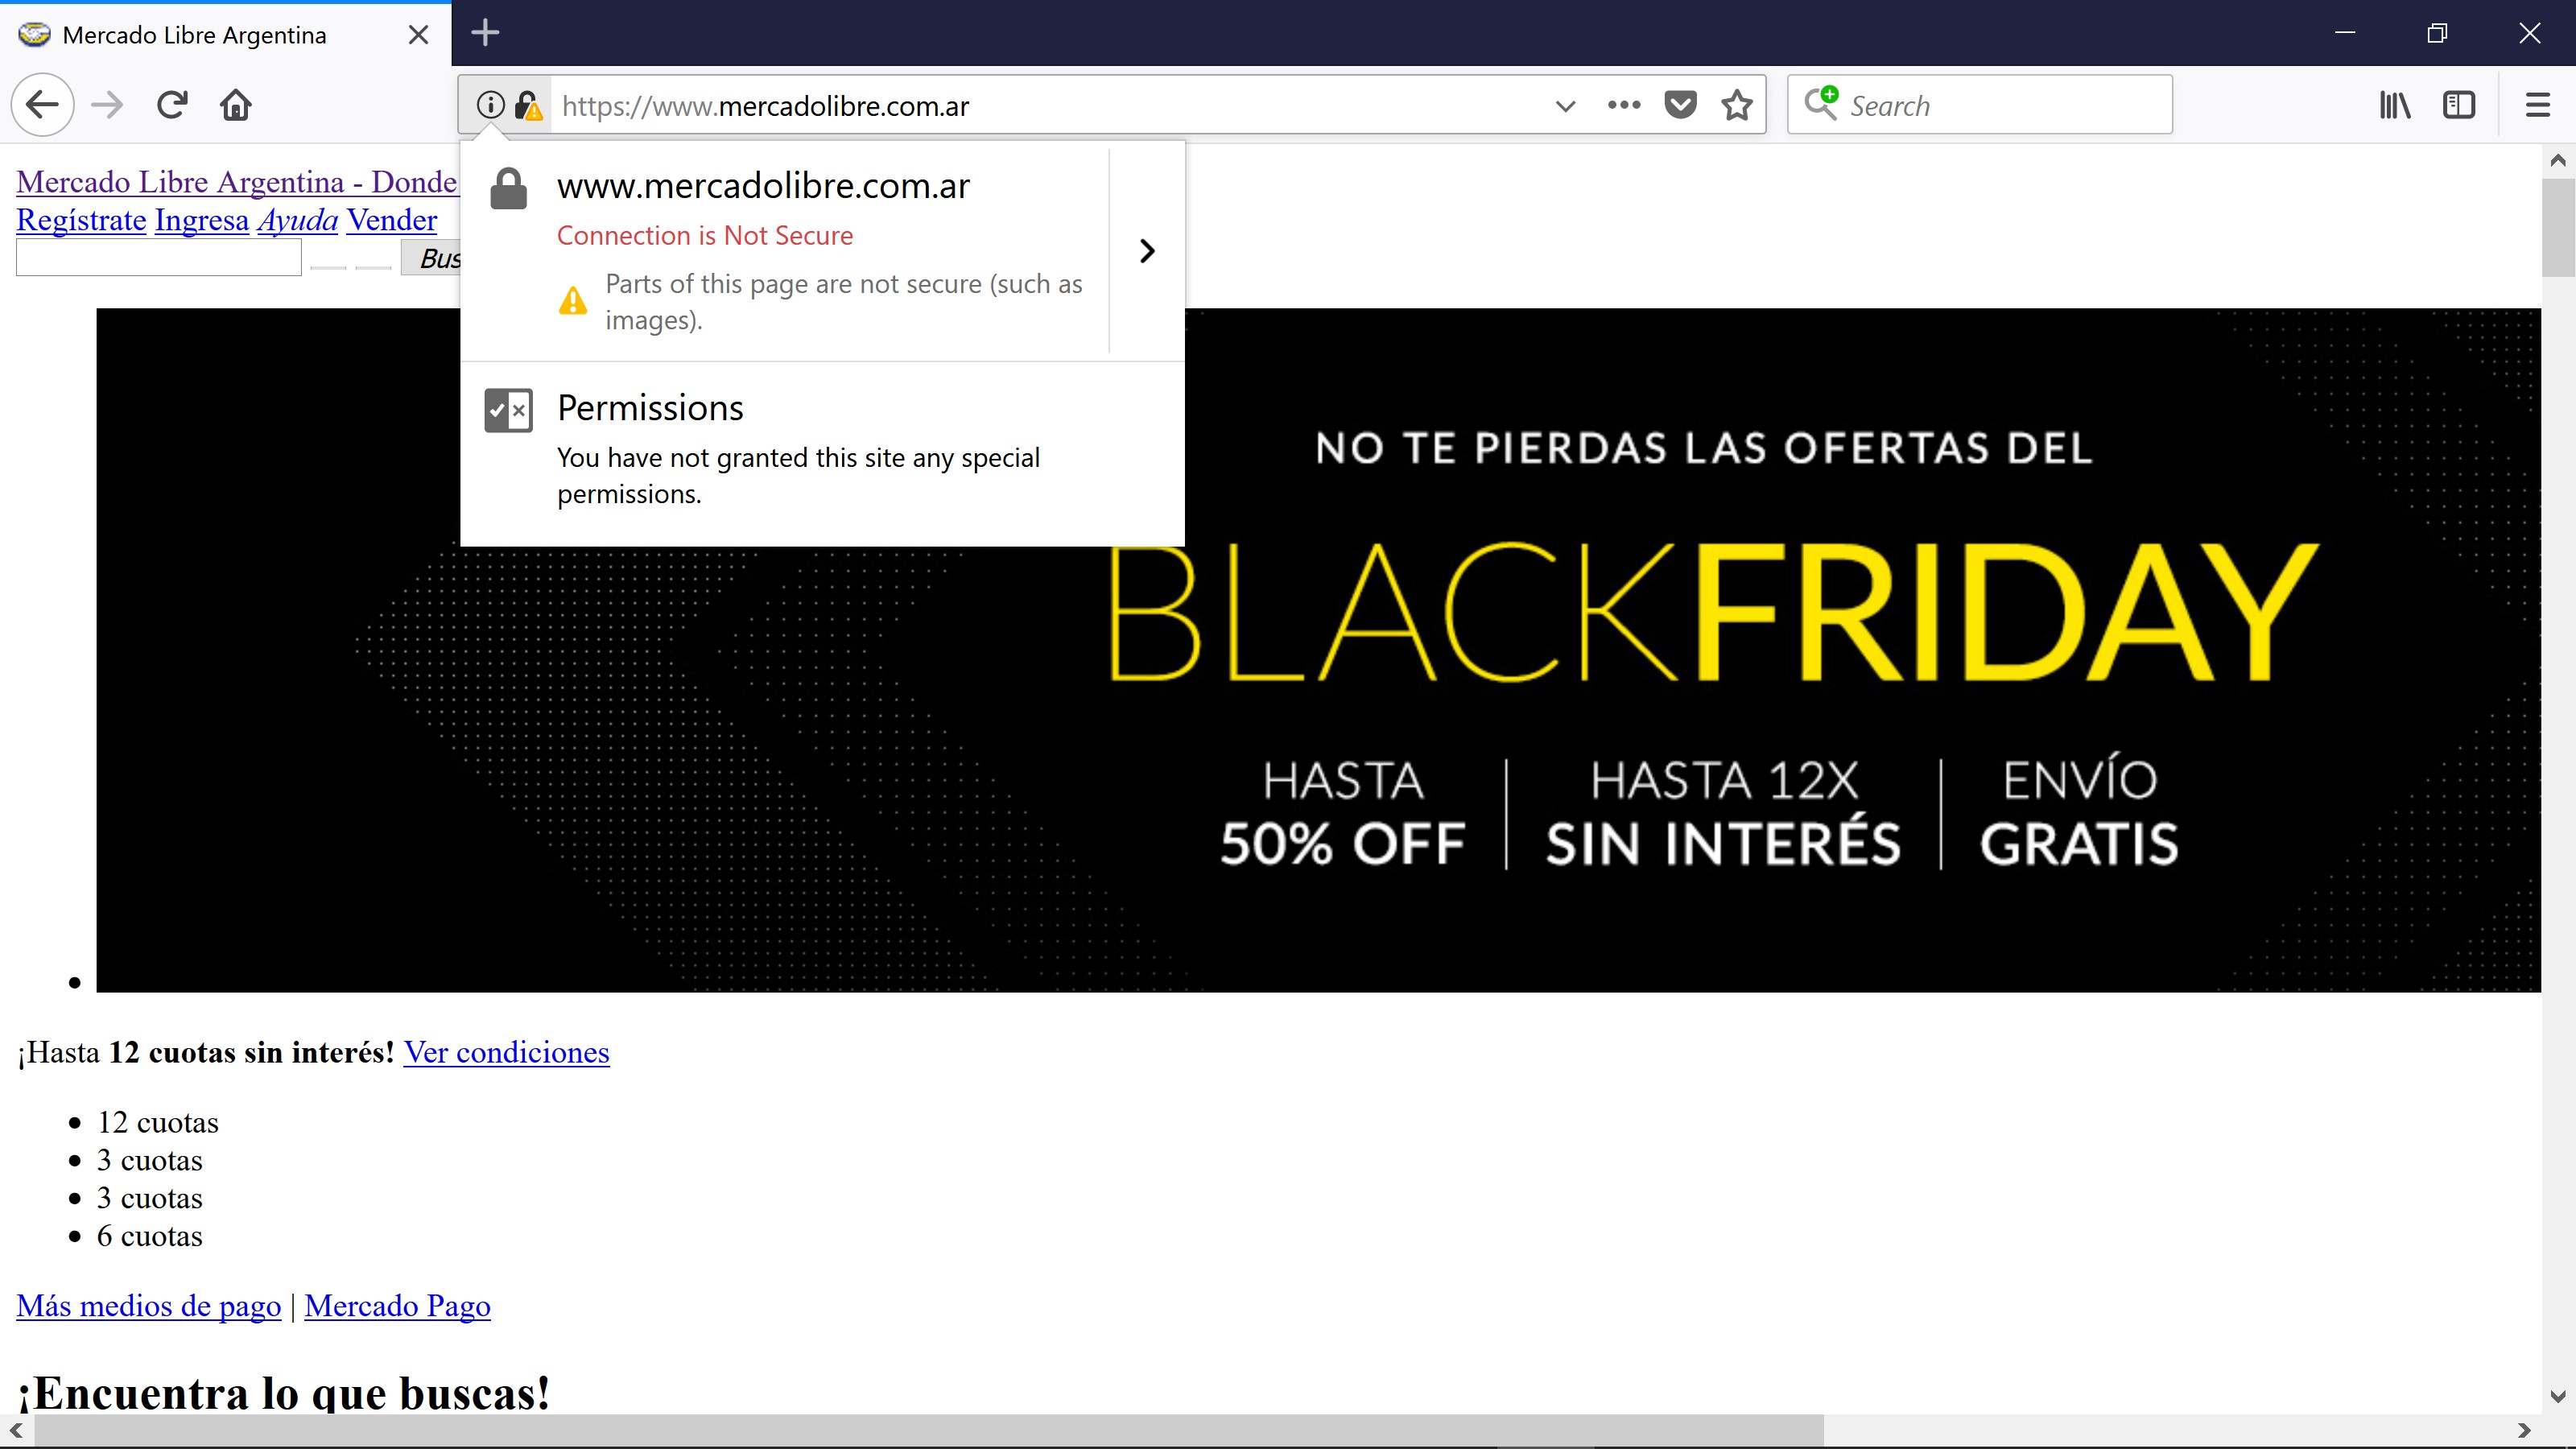 Mercado Libre Argentina
https://www.mercadolibre.com.ar
Search
Mercado Libre Argentina - Donde
Regístrate Ingresa Ayuda Vender
Bus
www.mercadolibre.com.ar
Connection is Not Secure
Parts of this page are not secure (such as
images).
Permissions
You have not granted this site any special
permissions.
NO TE PIERDAS LAS OFERTAS DEL
BLACKFRIDAY
HASTA
50% OFF
HASTA 12X
SIN INTERÉS
ENVÍO
GRATIS
¡Hasta 12 cuotas sin interés! Ver condiciones
12 cuotas
3 cuotas
3 cuotas
6 cuotas
Más medios de pago | Mercado Pago
¡Encuentra lo que buscas!